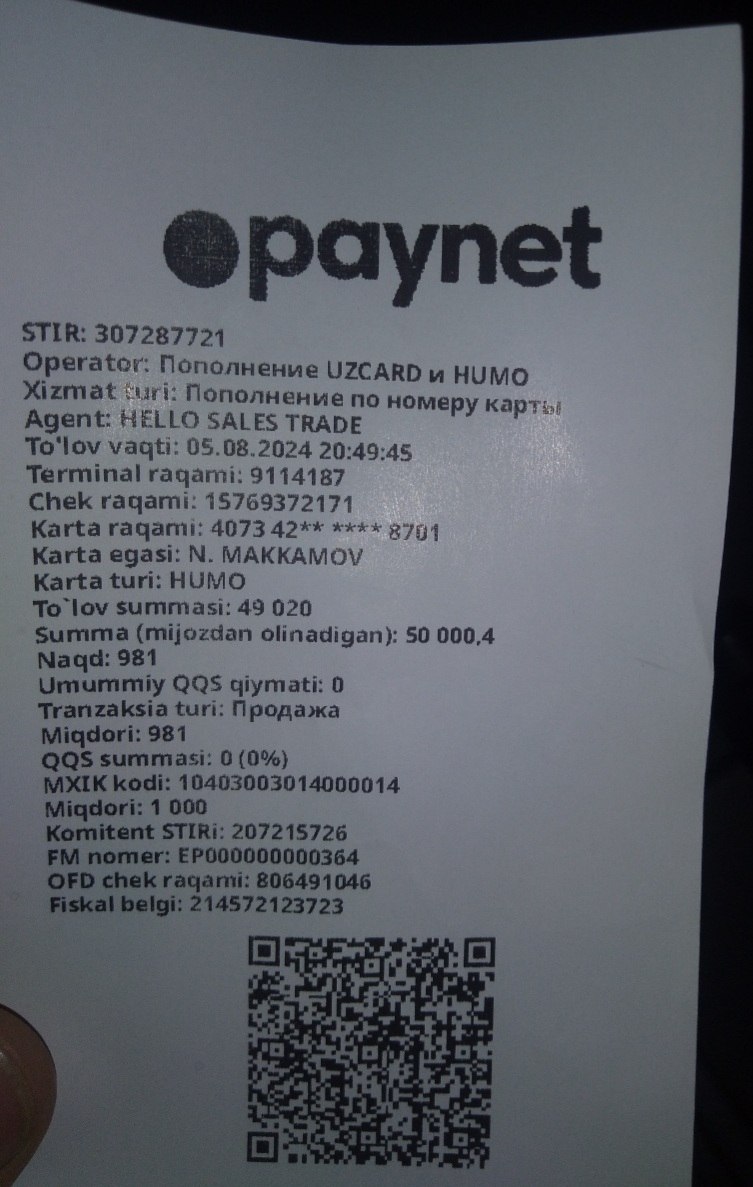 paynet
STIR: 307287721
Operator: Пополнение UZCARD и HUMO
Xizmat turi: Пополнение по номеру карты
Agent: HELLO SALES TRADE
To'lov vaqti: 05.08.2024 20:49:45
Terminal raqami: 9114187
Chek raqami: 15769372171
Karta raqami: 4073 42** **** 8701
Karta egasi: N. MAKKAMOV
Karta turi: HUMO
To`lov summasi: 49 020
Summa (mijozdan olinadigan): 50 000,4
Naqd: 981
Umummiy QQS qiymati: 0
Tranzaksia turi: Продажа
Miqdori: 981
QQS summasi: 0 (0%)
MXIK kodi: 10403003014000014
Miqdori: 1 000
Komitent STIRi: 207215726
FM nomer: EP000000000364
OFD chek raqami: 806491046
Fiskal belgi: 214572123723